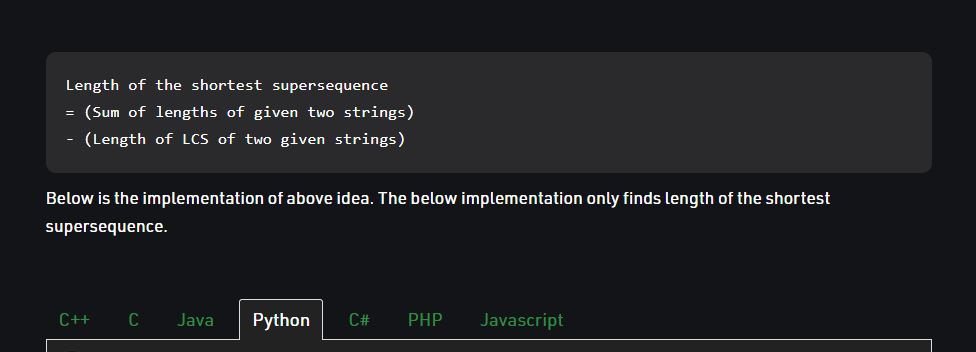 Length of the shortest supersequence
= (Sum of lengths of given two strings)
- (Length of LCS of two given strings)
Below is the implementation of above idea. The below implementation only finds length of the shortest
supersequence.
C++ C Java Python C# PHP Javascript